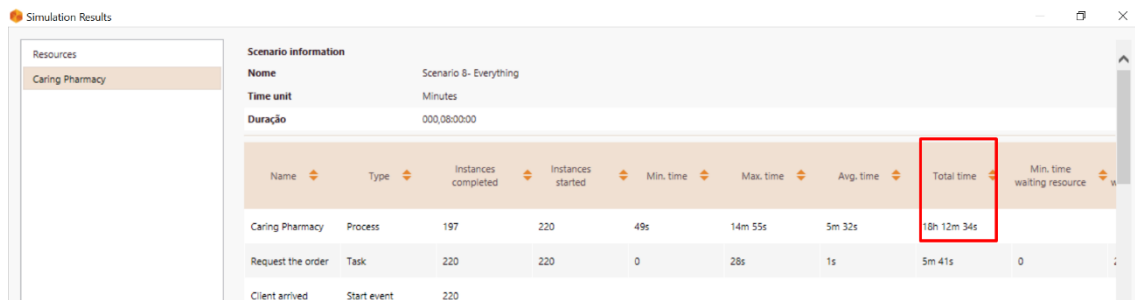 Simulation Results
Resources
Caring Pharmacy
Scenario information
Nome Scenario 8- Everything
Time unit Minutes
Duração 000,08:00:00
Name Type Instances completed Instances started Min. time Max. time Avg. time Total time Min. time waiting resource
Caring Pharmacy Process 197 220 49s 14m 55s 5m 32s 18h 12m 34s
Request the order Task 220 220 0 28s 1s 5m 41s 0
Client arrived Start event 220